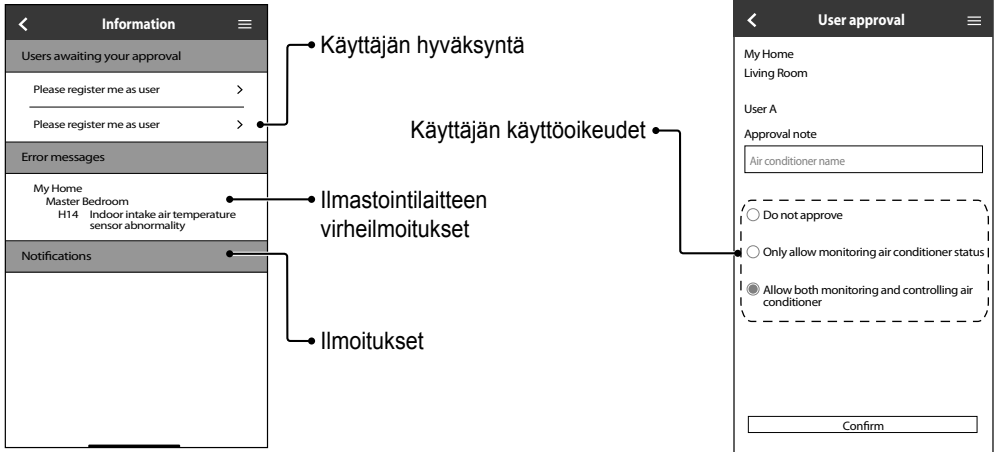 Information
Users awaiting your approval
Please register me as user
Please register me as user
Error messages
My Home
Master Bedroom
H14 Indoor intake air temperature
sensor abnormality
Notifications
Käyttäjän hyväksyntä
Käyttäjän käyttöoikeudet
Ilmastointilaitteen
virheilmoitukset
Ilmoitukset
User approval
My Home
Living Room
User A
Approval note
Air conditioner name
Do not approve
Only allow monitoring air conditioner status
Allow both monitoring and controlling air
conditioner
Confirm